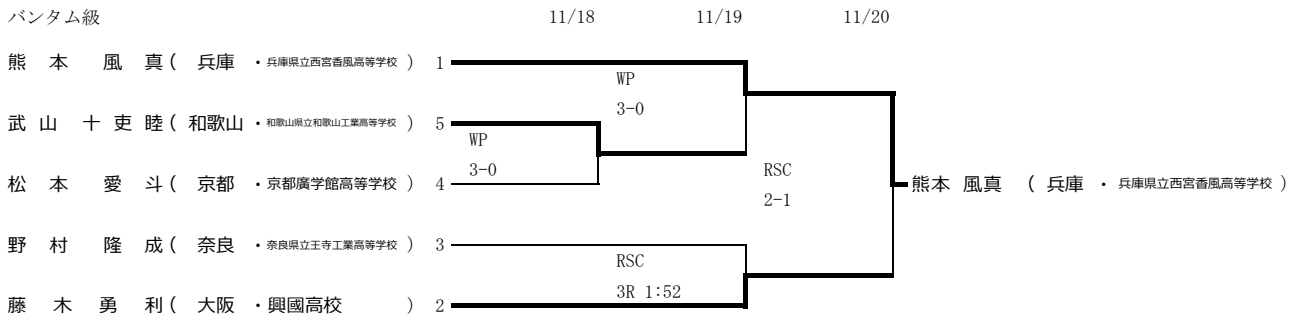 バンタム級 11/18 11/19 11/20
熊 本 風 真 ( 兵庫 ・兵庫県立西宮香風高等学校 ) 1
WP
3-0
武 山 十 吏 睦 ( 和歌山 ・和歌山県立和歌山工業高等学校 ) 5
WP
3-0
松 本 愛 斗 ( 京都 ・京都廣学館高等学校 ) 4
RSC
2-1
熊本 風真 ( 兵庫 ・ 兵庫県立西宮香風高等学校 )
野 村 隆 成 ( 奈良 ・奈良県立王寺工業高等学校 ) 3
RSC
3R 1:52
藤 木 勇 利 ( 大阪 ・興國高校 ) 2